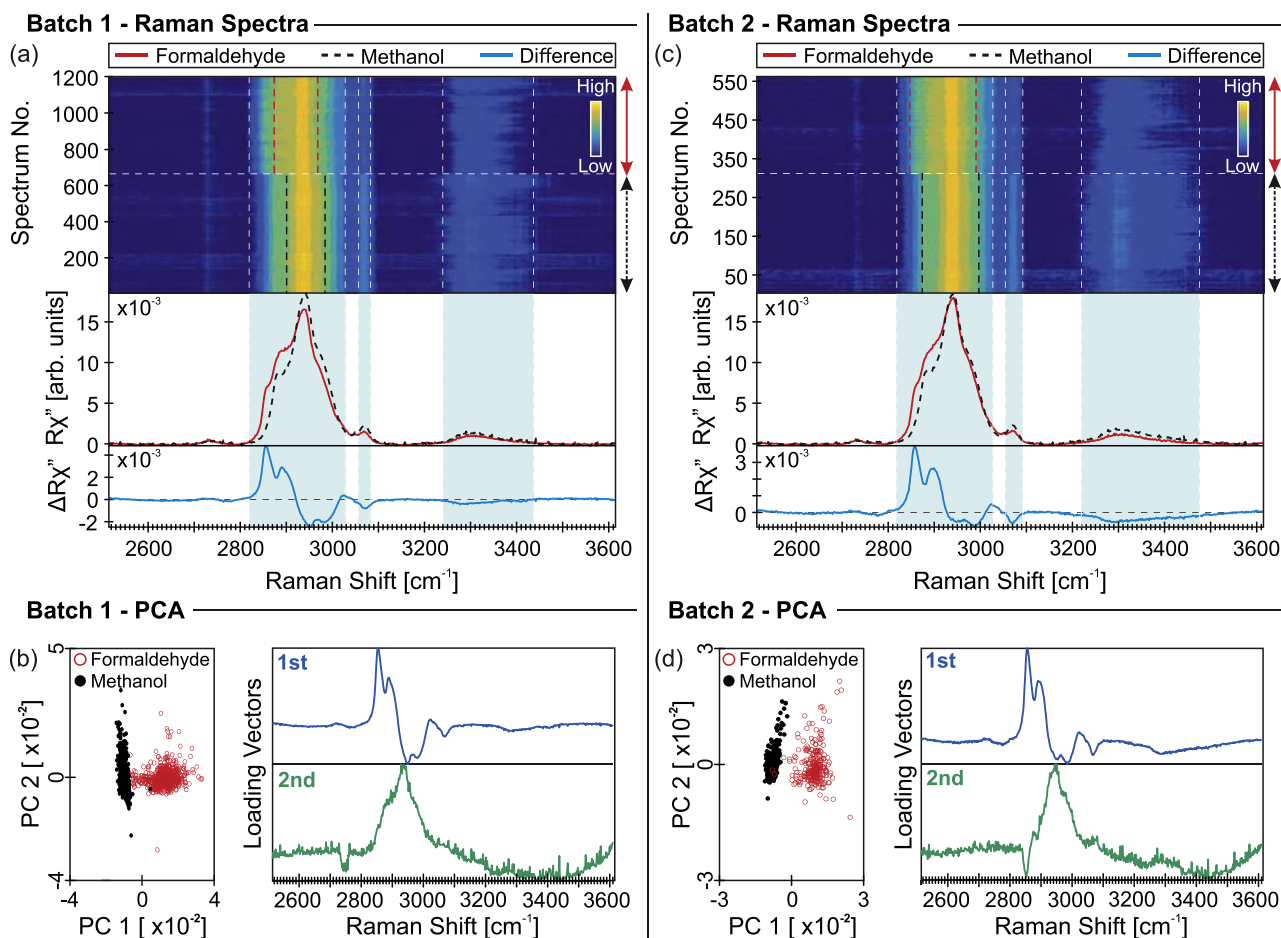 Batch 1 - Raman Spectra
(a)
Formaldehyde Methanol Difference
1200
1000
800
600
400
200
Spectrum No.
High
Low
x10-3
15
10
5
0
Rχ” [arb. units]
x10-3
2
0
-2
ΔRχ”
2600 2800 3000 3200 3400 3600
Raman Shift [cm-1]
Batch 2 - Raman Spectra
(c)
Formaldehyde Methanol Difference
550
450
350
250
150
50
Spectrum No.
High
Low
x10-3
15
10
5
0
Rχ” [arb. units]
x10-3
3
0
ΔRχ”
2600 2800 3000 3200 3400 3600
Raman Shift [cm-1]
Batch 1 - PCA
(b)
5
0
-4
PC 2 [ x10-2]
Formaldehyde
Methanol
-4 0 4
PC 1 [ x10-2]
Loading Vectors
1st
2nd
2600 2800 3000 3200 3400 3600
Raman Shift [cm-1]
Batch 2 - PCA
(d)
3
0
-3
PC 2 [ x10-2]
Formaldehyde
Methanol
-3 0 3
PC 1 [ x10-2]
Loading Vectors
1st
2nd
2600 2800 3000 3200 3400 3600
Raman Shift [cm-1]